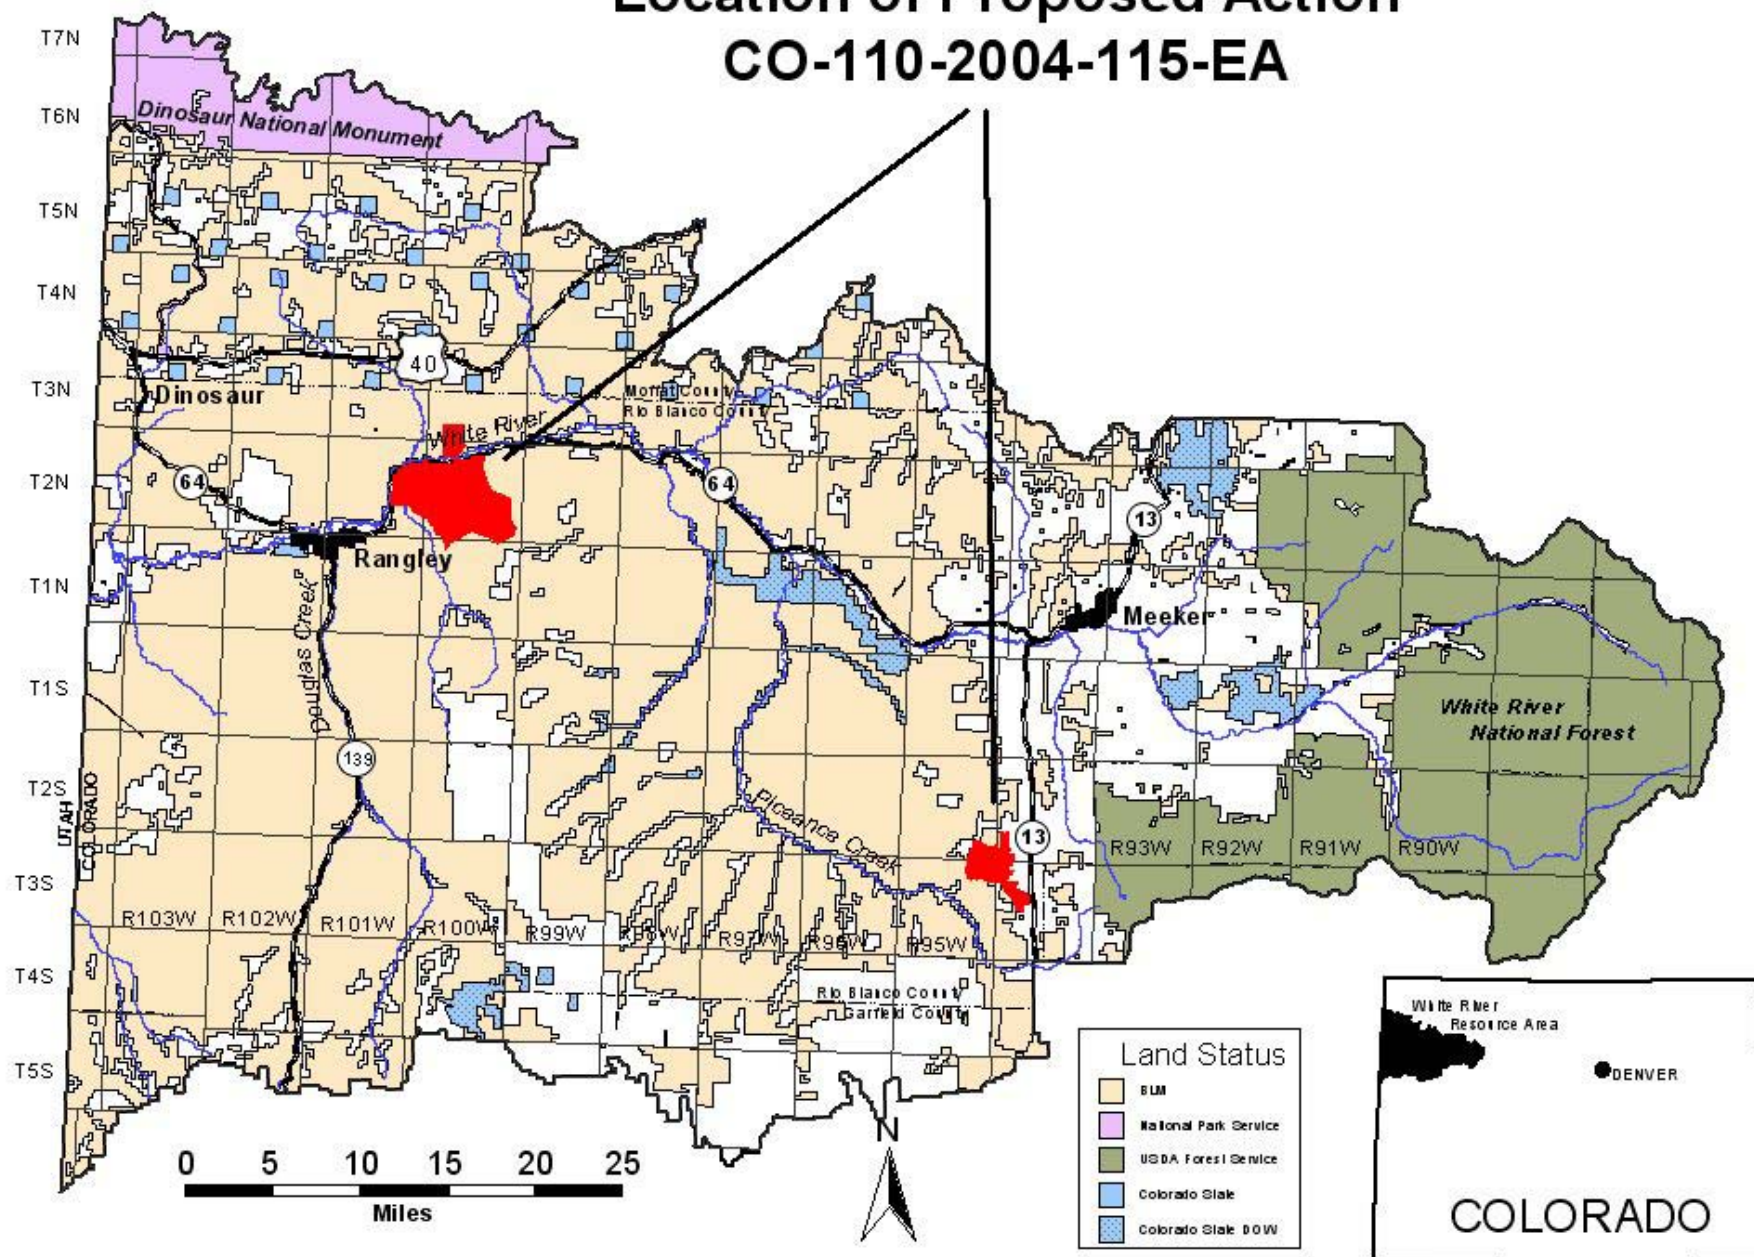 Location of Proposed Action
CO-110-2004-115-EA
T7N
T6N
T5N
T4N
T3N
T2N
T1N
T1S
T2S
T3S
T4S
T5S
Dinosaur National Monument
40
Dinosaur
Moffat County
Rio Blanco County
White River
64
64
13
Rangley
Meeker
Douglas Creek
139
White River
National Forest
UTAH
COLORADO
Piceance Creek
13
R93W
R92W
R91W
R90W
R103W
R102W
R101W
R100W
R99W
R98W
R97W
R96W
R95W
Rio Blanco County
Garfield County
0 5 10 15 20 25
Miles
N
Land Status
BLM
National Park Service
USDA Forest Service
Colorado State
Colorado State DOW
White River
Resource Area
DENVER
COLORADO